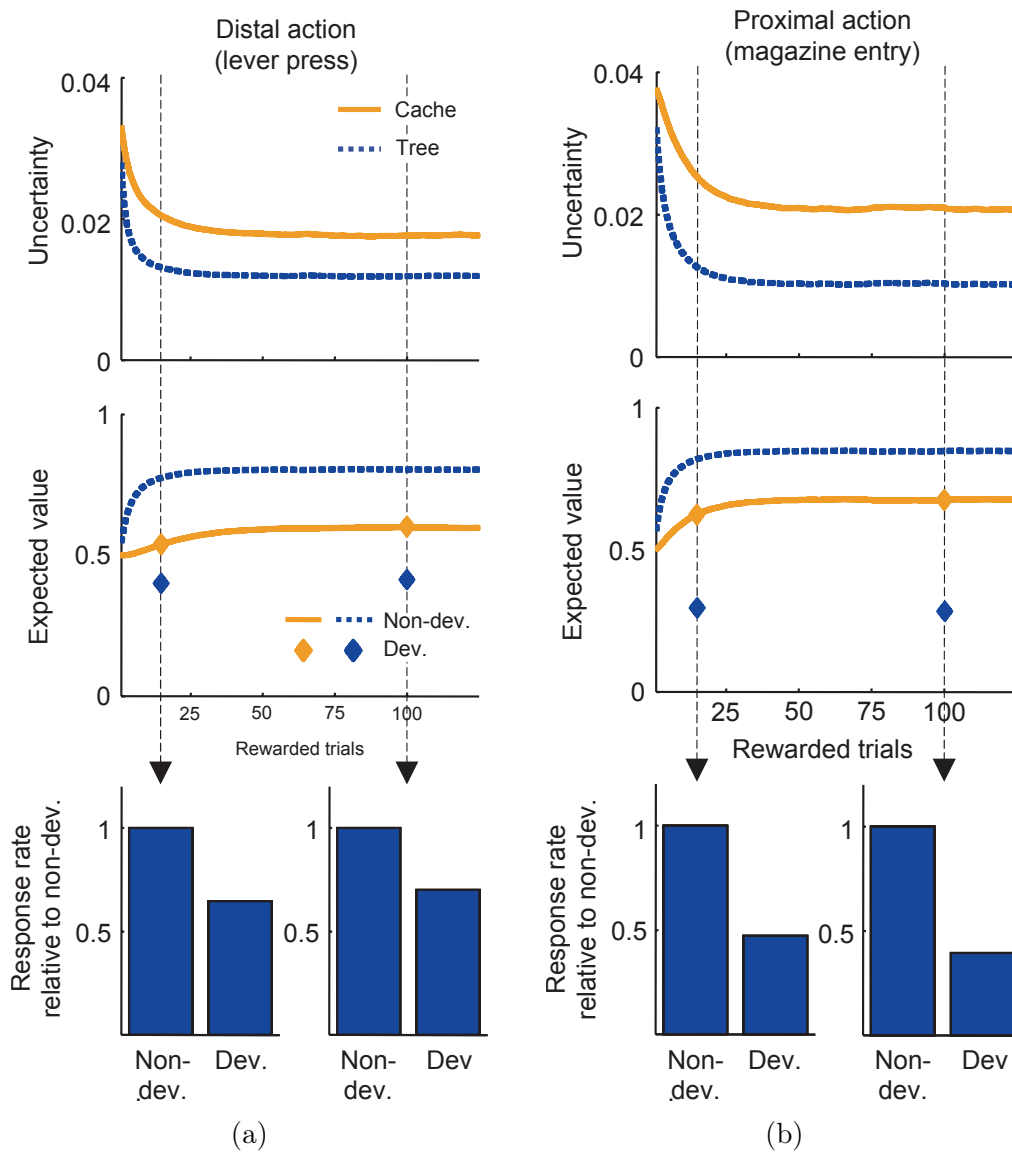 Distal action
(lever press)
0.04
0.02
0
Uncertainty
Cache
Tree
1
0.5
0
Expected value
Non-dev.
Dev.
25
50
75
100
Rewarded trials
Response rate
relative to non-dev.
1
0.5
Non-
dev.
Dev.
1
0.5
Non-
dev.
Dev
(a)
Proximal action
(magazine entry)
0.04
0.02
0
Uncertainty
1
0.5
0
Expected value
25
50
75
100
Rewarded trials
Response rate
relative to non-dev.
1
0.5
Non-
dev.
Dev.
1
0.5
Non-
dev.
Dev
(b)